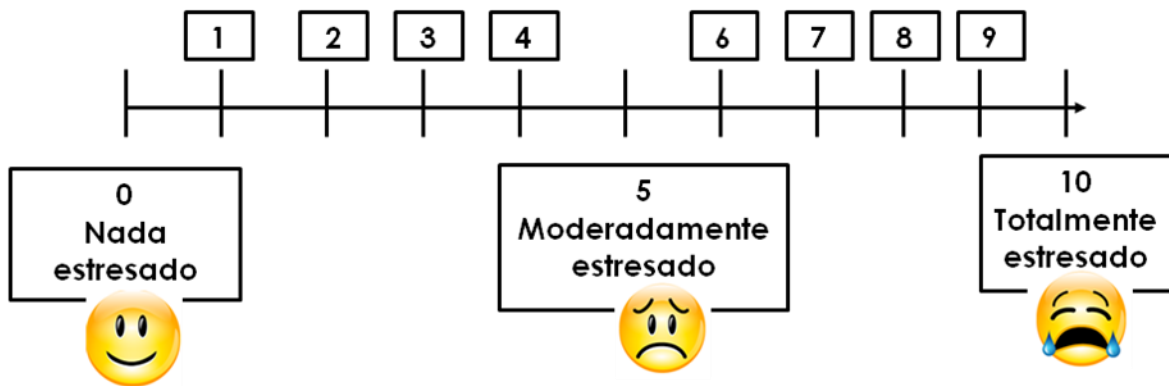 1 2 3 4 6 7 8 9
0
Nada
estresado
5
Moderadamente
estresado
10
Totalmente
estresado